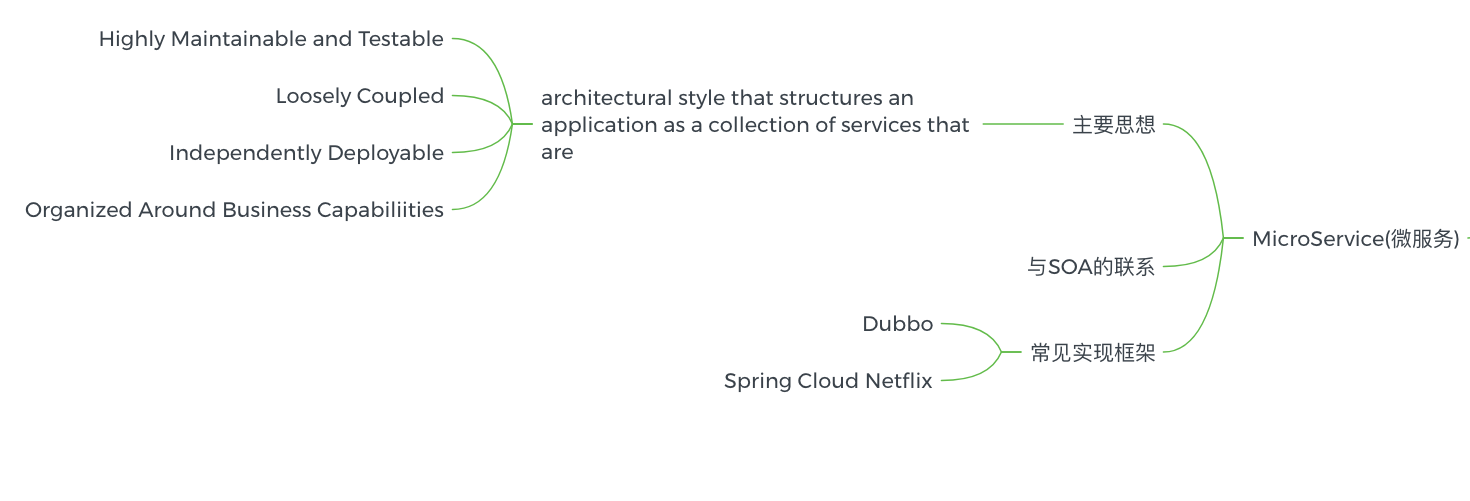 Highly Maintainable and Testable
Loosely Coupled
Independently Deployable
Organized Around Business Capabiliities
architectural style that structures an
application as a collection of services that
are
主要思想
与SOA的联系
Dubbo
Spring Cloud Netflix
常见实现框架
MicroService(微服务)